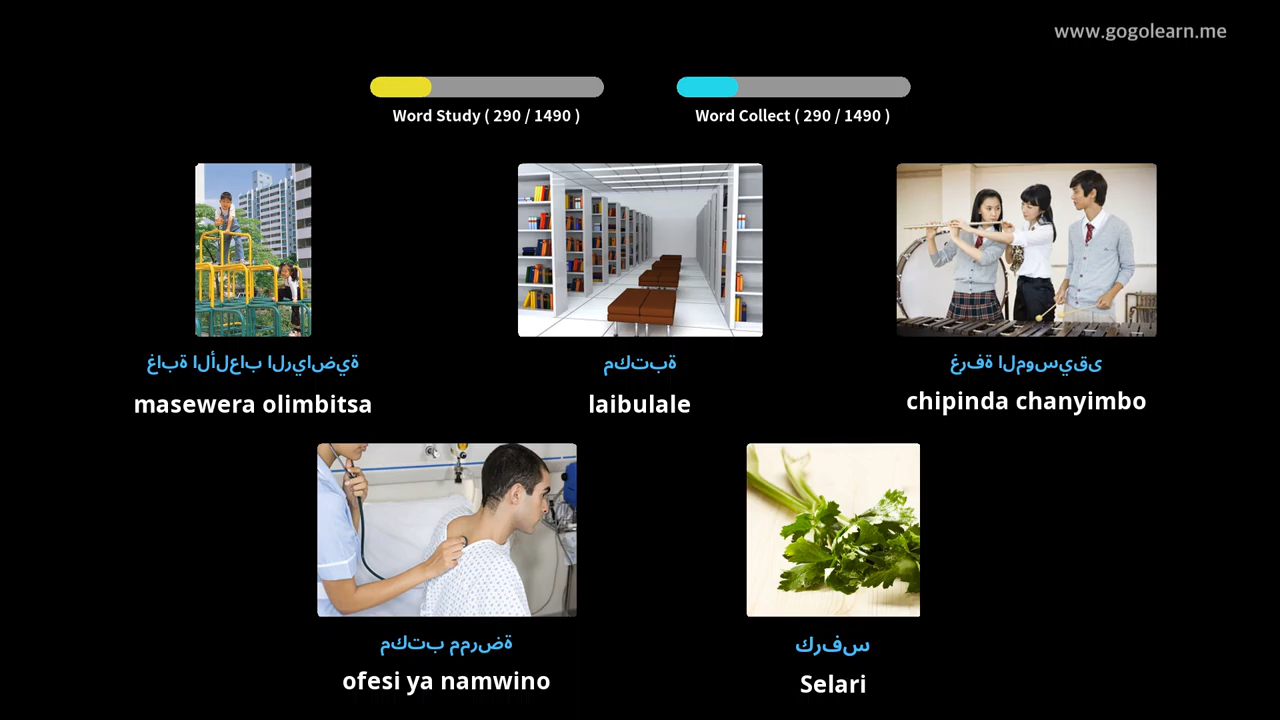 www.gogolearn.me
Word Study ( 290 / 1490 )
Word Collect ( 290 / 1490 )
غابة الألعاب الرياضية
masewera olimbitsa
مكتبة
laibulale
غرفة الموسيقى
chipinda chanyimbo
مكتب ممرضة
ofesi ya namwino
كرفس
Selari